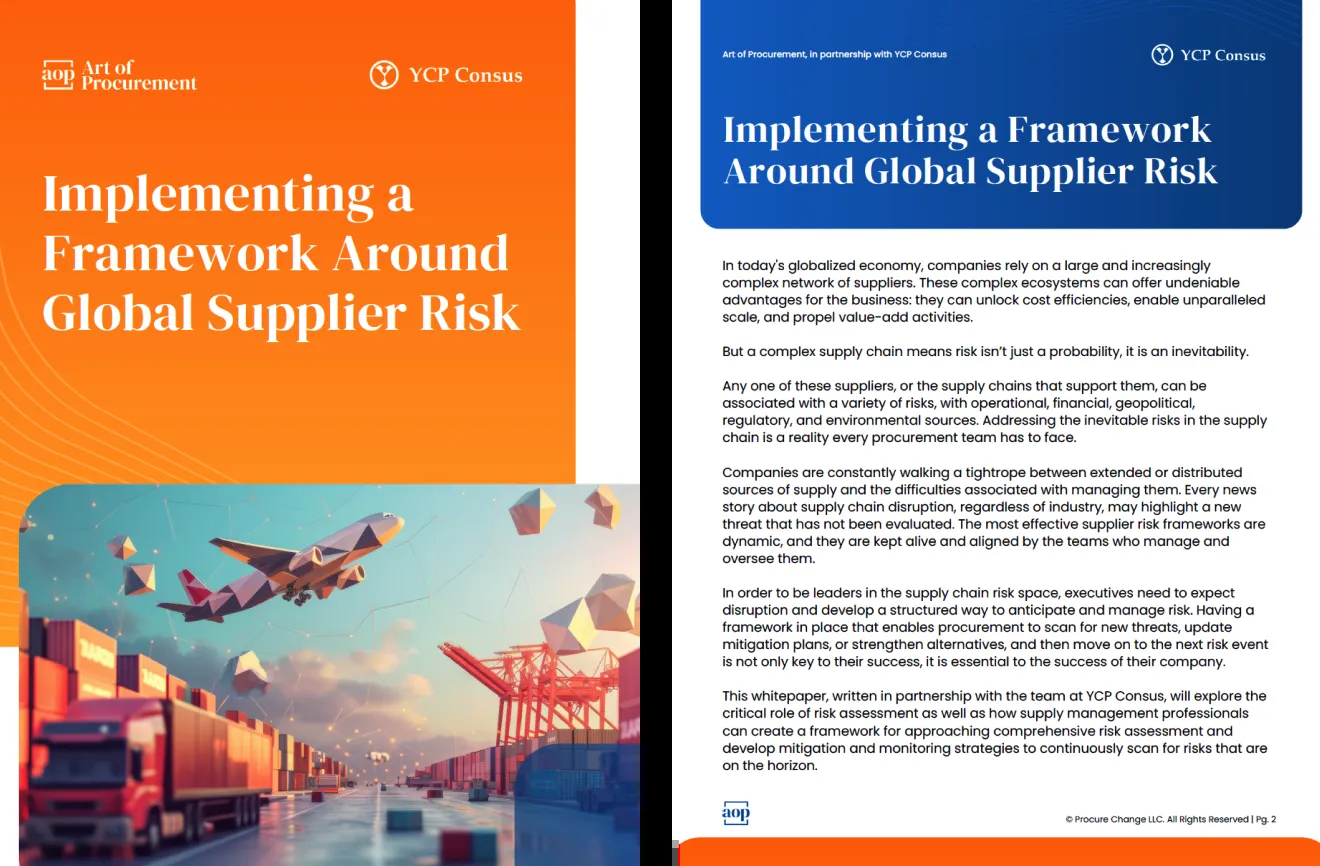 aop Art of
Procurement
YCP Consus
Implementing a
Framework Around
Global Supplier Risk
Art of Procurement, in partnership with YCP Consus
YCP Consus
Implementing a Framework
Around Global Supplier Risk
In today's globalized economy, companies rely on a large and increasingly
complex network of suppliers. These complex ecosystems can offer undeniable
advantages for the business: they can unlock cost efficiencies, enable unparalleled
scale, and propel value-add activities.
But a complex supply chain means risk isn’t just a probability, it is an inevitability.
Any one of these suppliers, or the supply chains that support them, can be
associated with a variety of risks, with operational, financial, geopolitical,
regulatory, and environmental sources. Addressing the inevitable risks in the supply
chain is a reality every procurement team has to face.
Companies are constantly walking a tightrope between extended or distributed
sources of supply and the difficulties associated with managing them. Every news
story about supply chain disruption, regardless of industry, may highlight a new
threat that has not been evaluated. The most effective supplier risk frameworks are
dynamic, and they are kept alive and aligned by the teams who manage and
oversee them.
In order to be leaders in the supply chain risk space, executives need to expect
disruption and develop a structured way to anticipate and manage risk. Having a
framework in place that enables procurement to scan for new threats, update
mitigation plans, or strengthen alternatives, and then move on to the next risk event
is not only key to their success, it is essential to the success of their company.
This whitepaper, written in partnership with the team at YCP Consus, will explore the
critical role of risk assessment as well as how supply management professionals
can create a framework for approaching comprehensive risk assessment and
develop mitigation and monitoring strategies to continuously scan for risks that are
on the horizon.
aop
© Procure Change LLC. All Rights Reserved | Pg. 2